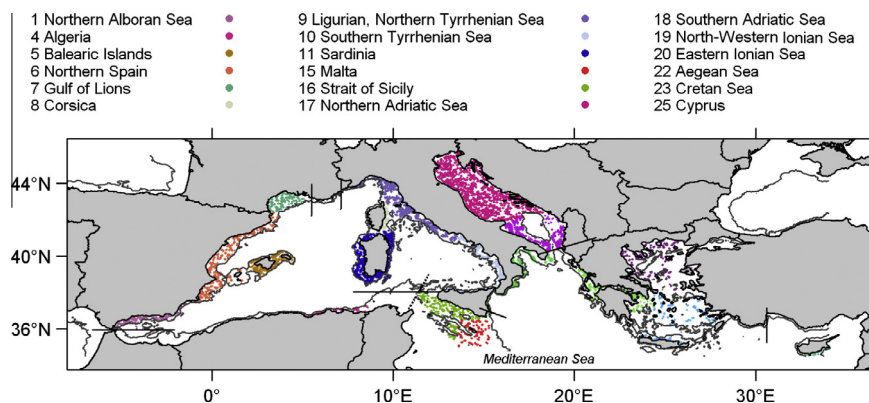 1 Northern Alboran Sea 9 Ligurian, Northern Tyrrhenian Sea 18 Southern Adriatic Sea
4 Algeria 10 Southern Tyrrhenian Sea 19 North-Western Ionian Sea
5 Balearic Islands 11 Sardinia 20 Eastern Ionian Sea
6 Northern Spain 15 Malta 22 Aegean Sea
7 Gulf of Lions 16 Strait of Sicily 23 Cretan Sea
8 Corsica 17 Northern Adriatic Sea 25 Cyprus
44°N
40°N
36°N
Mediterranean Sea
0° 10°E 20°E 30°E